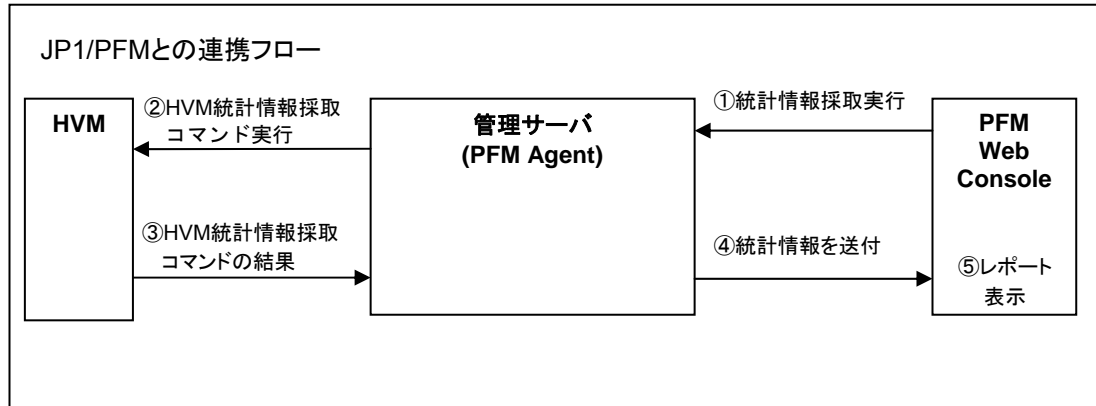 JP1/PFMとの連携フロー
HVM
②HVM統計情報採取
コマンド実行
③HVM統計情報採取
コマンドの結果
管理サーバ
(PFM Agent)
①統計情報採取実行
④統計情報を送付
PFM
Web
Console
⑤レポート
表示